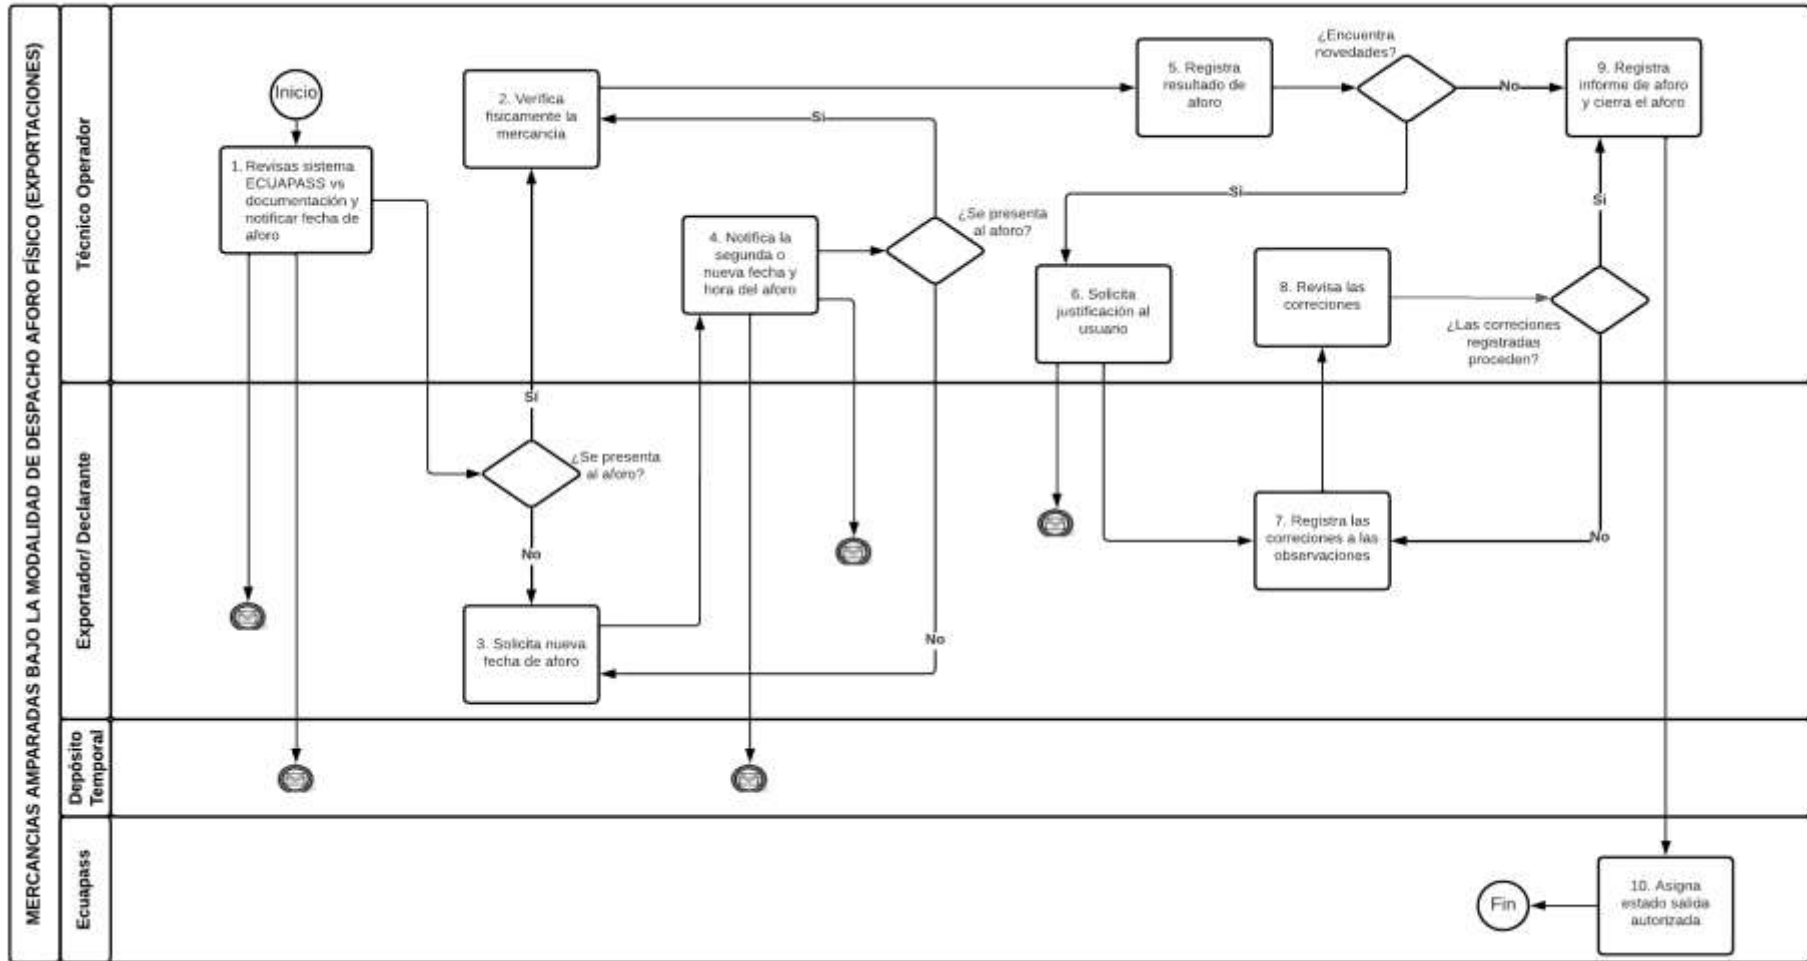 MERCANCIAS AMPARADAS BAJO LA MODALIDAD DE DESPACHO AFORO FÍSICO (EXPORTACIONES)
Técnico Operador
Inicio
1. Revisas sistema
ECUAPASS vs
documentación y
notificar fecha de
aforo
2. Verifica
fisicamente la
mercancia
Si
4. Notifica la
segunda o
nueva fecha y
hora del aforo
¿Se presenta
al aforo?
5. Registra
resultado de
aforo
¿Encuentra
novedades?
No
9. Registra
informe de aforo
y cierra el aforo
Si
6. Solicita
justificación al
usuario
8. Revisa las
correciones
Si
¿Las correciones
registradas
proceden?
Exportador/ Declarante
Si
¿Se presenta
al aforo?
No
3. Solicita nueva
fecha de aforo
No
7. Registra las
correciones a las
observaciones
No
Depósito
Temporal
Ecuapass
Fin
10. Asigna
estado salida
autorizada